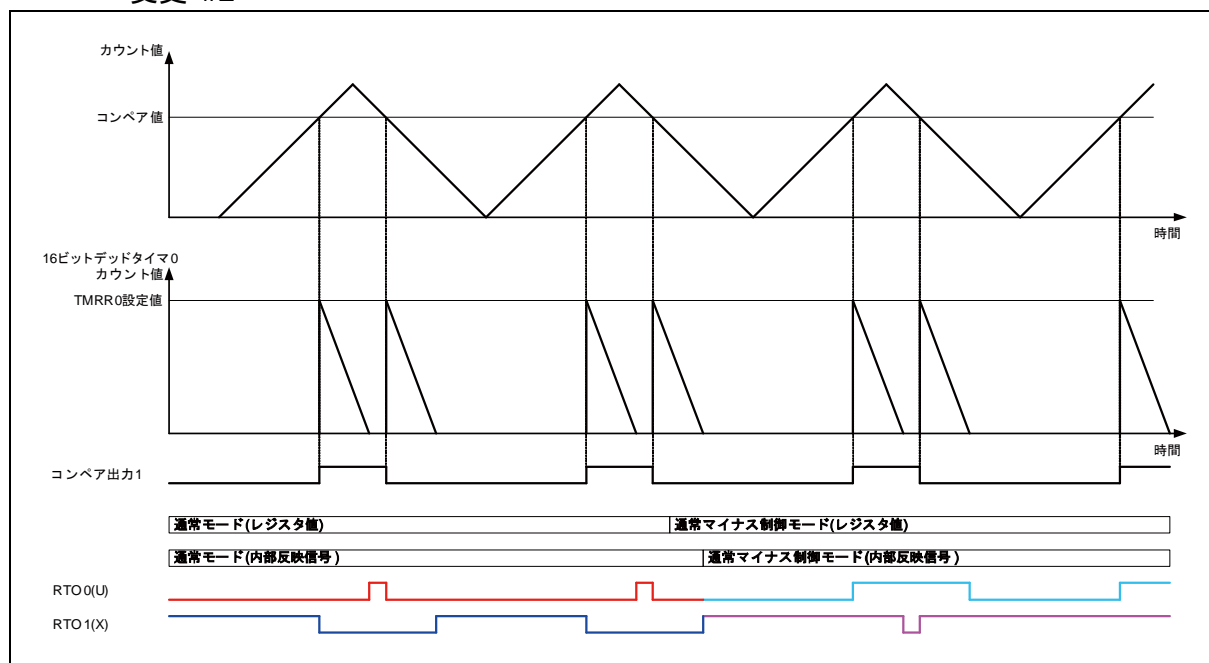 カウント値
コンペア値
時間
16ビットデッドタイマ0
カウント値
TMRR0設定値
時間
コンペア出力1
通常モード(レジスタ値)
通常マイナス制御モード(レジスタ値)
通常モード(内部反映信号)
通常マイナス制御モード(内部反映信号)
RTO0(U)
RTO1(X)